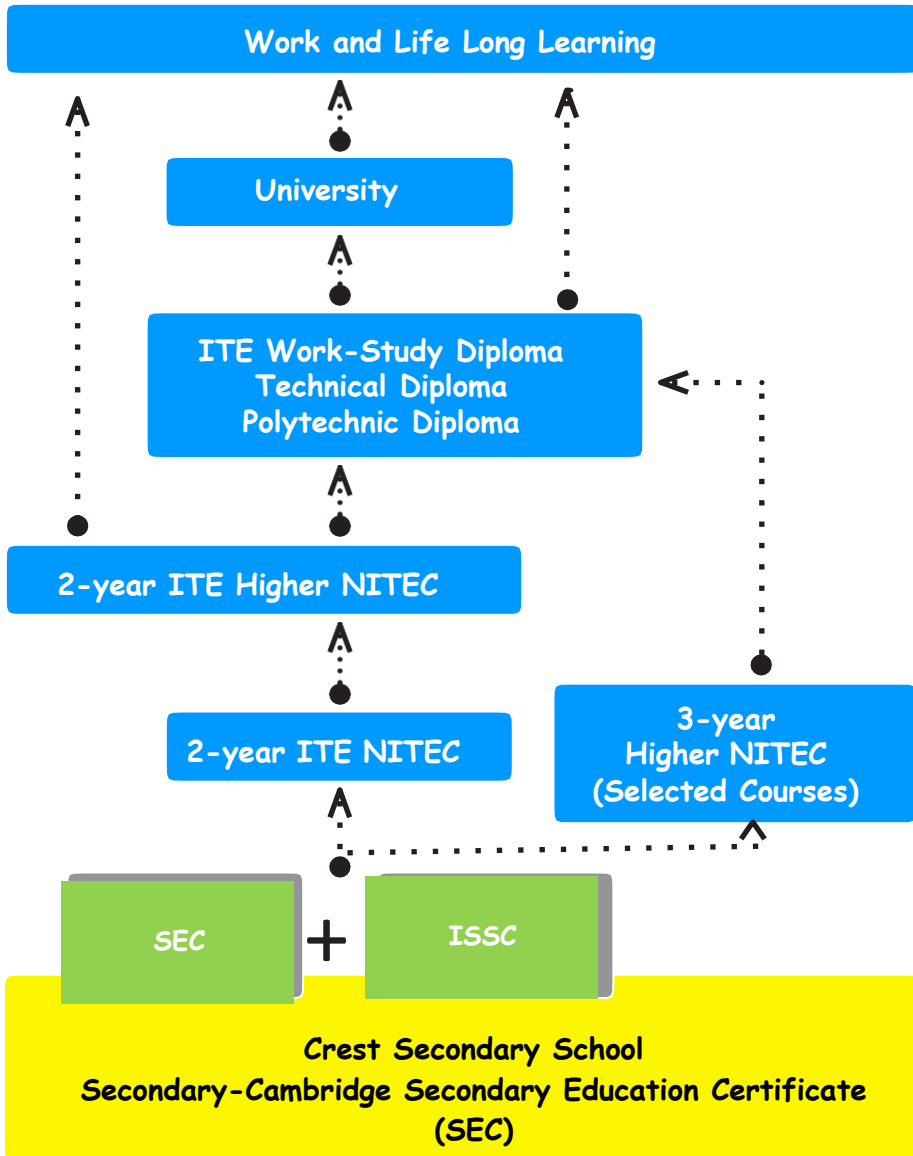 Work and Life Long Learning
University
ITE Work-Study Diploma
Technical Diploma
Polytechnic Diploma
2-year ITE Higher NITEC
2-year ITE NITEC
3-year
Higher NITEC
(Selected Courses)
SEC
+
ISSC
Crest Secondary School
Secondary-Cambridge Secondary Education Certificate
(SEC)